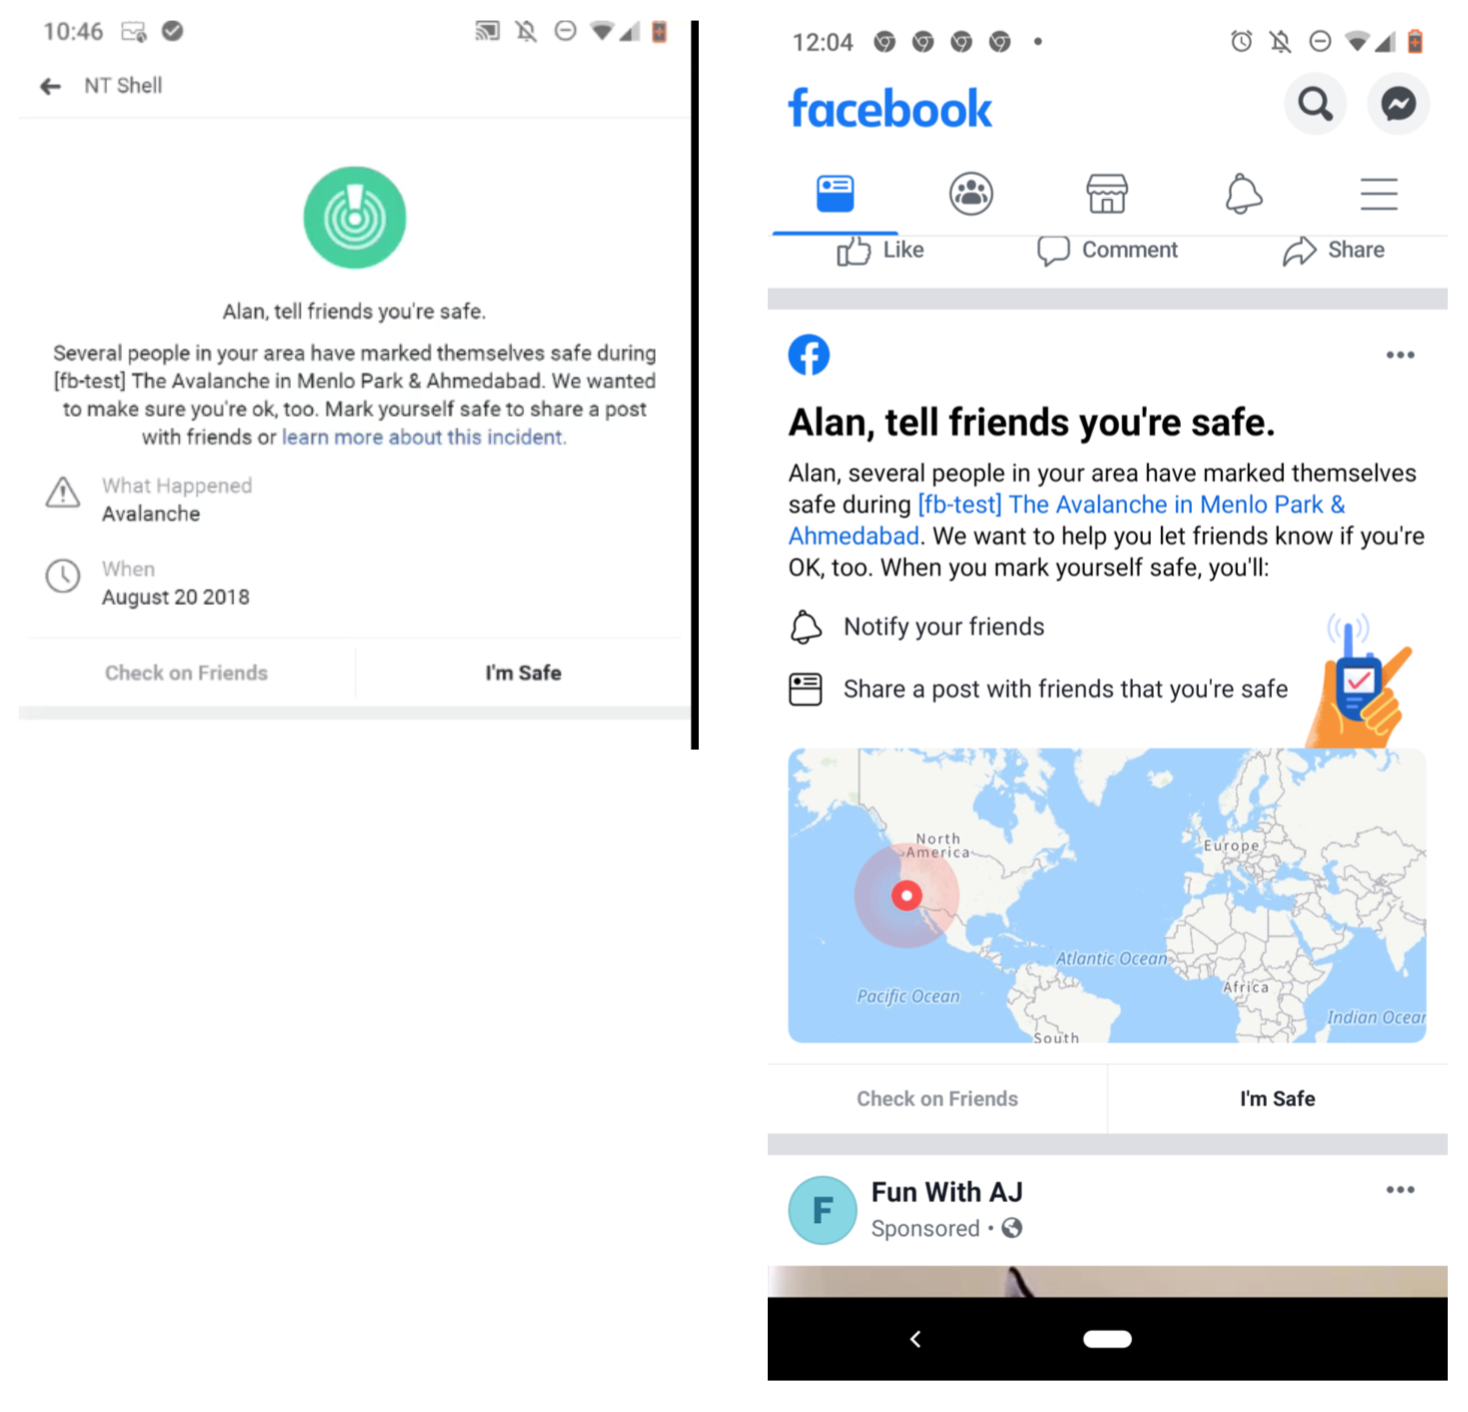 10:46
NT Shell
Alan, tell friends you're safe.
Several people in your area have marked themselves safe during
[fb-test] The Avalanche in Menlo Park & Ahmedabad. We wanted
to make sure you're ok, too. Mark yourself safe to share a post
with friends or learn more about this incident.
What Happened
Avalanche
When
August 20 2018
Check on Friends
I'm Safe
12:04
facebook
Like
Comment
Share
Alan, tell friends you're safe.
Alan, several people in your area have marked themselves
safe during [fb-test] The Avalanche in Menlo Park &
Ahmedabad. We want to help you let friends know if you're
OK, too. When you mark yourself safe, you'll:
Notify your friends
Share a post with friends that you're safe
North
America
Europe
Atlantic Ocean
Africa
Pacific Ocean
Indian Ocear
South
Check on Friends
I'm Safe
F
Fun With AJ
Sponsored •